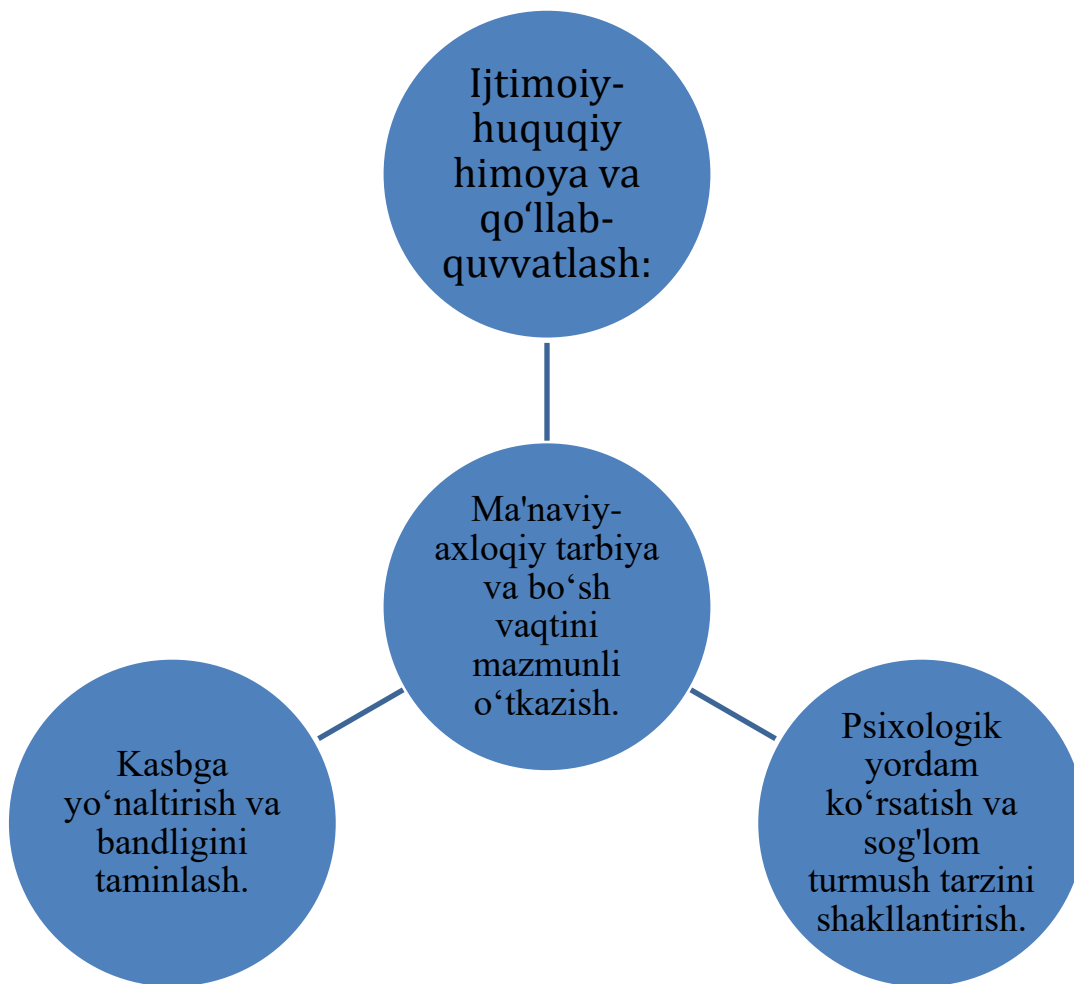 Ijtimoiy-
huquqiy
himoya va
qo‘llab-
quvvatlash:
Ma'naviy-
axloqiy tarbiya
va bo‘sh
vaqtini
mazmunli
o‘tkazish.
Kasbga
yo‘naltirish va
bandligini
taminlash.
Psixologik
yordam
ko‘rsatish va
sog'lom
turmush tarzini
shakllantirish.